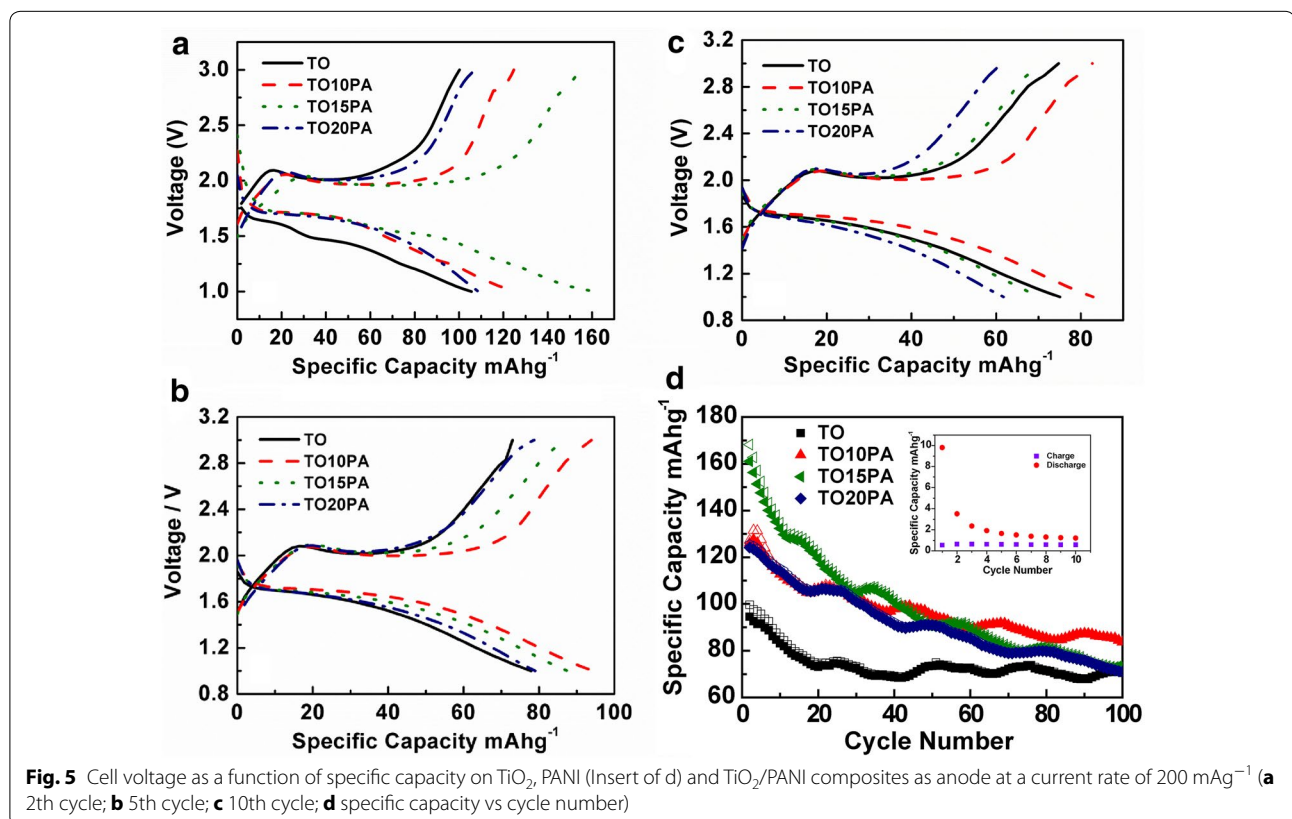 a
TO
TO10PA
TO15PA
TO20PA
3.0
2.5
2.0
1.5
1.0
Voltage (V)
0 20 40 60 80 100 120 140 160
Specific Capacity mAhg⁻¹
c
TO
TO10PA
TO15PA
TO20PA
3.2
2.8
2.4
2.0
1.6
1.2
0.8
Voltage (V)
0 20 40 60 80
Specific Capacity mAhg⁻¹
b
TO
TO10PA
TO15PA
TO20PA
3.6
3.2
2.8
2.4
2.0
1.6
1.2
0.8
Voltage / V
0 20 40 60 80 100
Specific Capacity mAhg⁻¹
d
TO
TO10PA
TO15PA
TO20PA
180
160
140
120
100
80
60
Specific Capacity mAhg⁻¹
0 20 40 60 80 100
Cycle Number
Charge
Discharge
10
8
6
4
2
0
Specific Capacity mAhg⁻¹
2 4 6 8 10
Cycle Number
Fig. 5 Cell voltage as a function of specific capacity on TiO₂, PANI (Insert of d) and TiO₂/PANI composites as anode at a current rate of 200 mAg⁻¹ (a
2th cycle; b 5th cycle; c 10th cycle; d specific capacity vs cycle number)